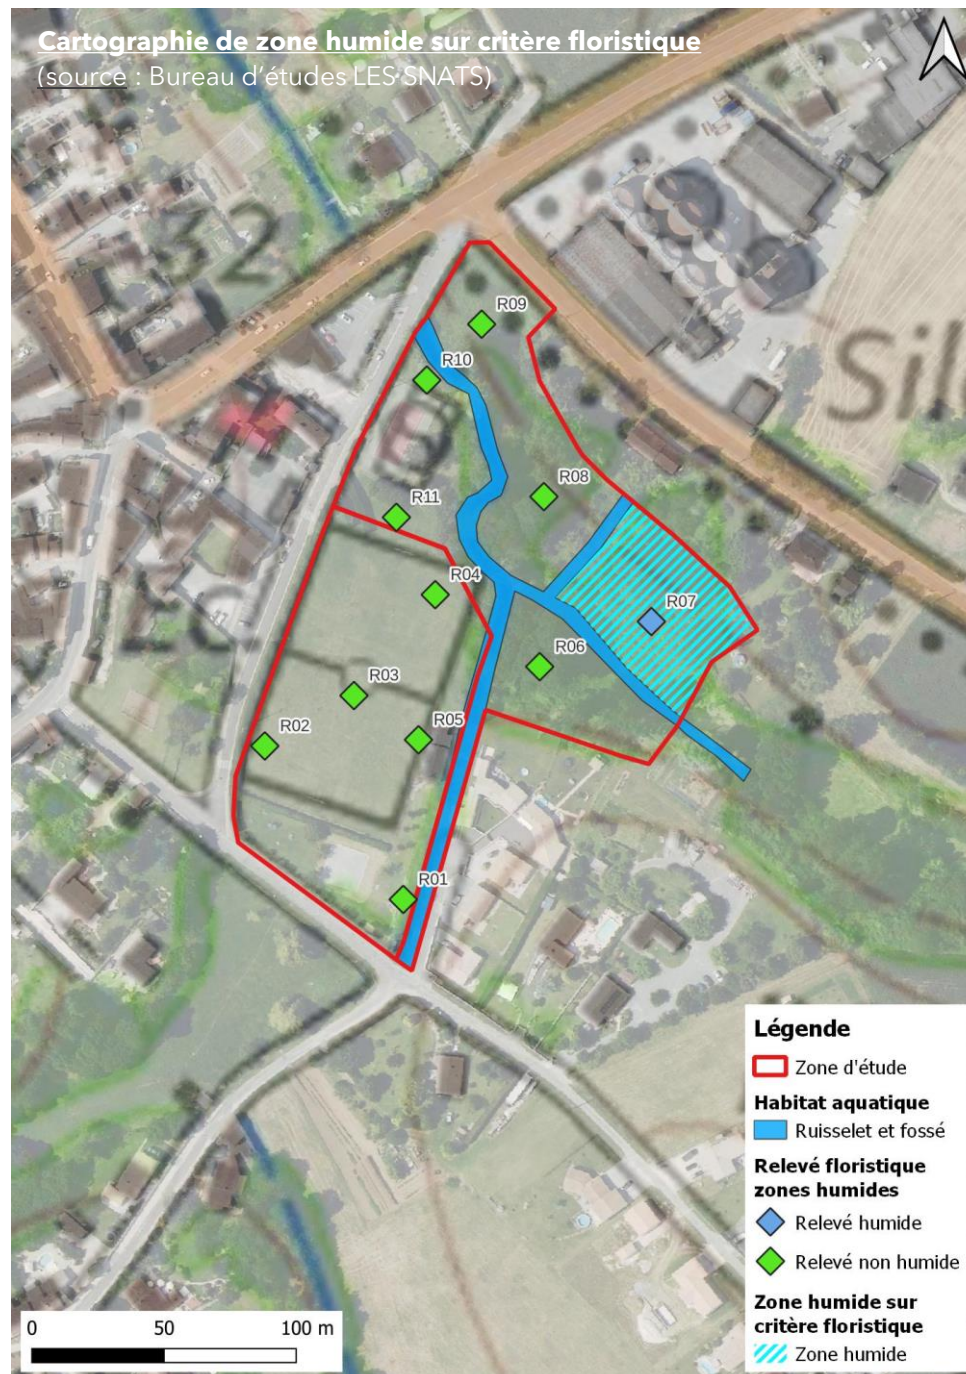 Cartographie de zone humide sur critère floristique
(source : Bureau d'études LES SNATS)
32
Sil
R09
R10
R08
R11
R04
R07
R06
R03
R02
R05
R01
Légende
Zone d'étude
Habitat aquatique
Ruisselet et fossé
Relevé floristique
zones humides
Relevé humide
Relevé non humide
Zone humide sur
critère floristique
Zone humide
0 50 100 m